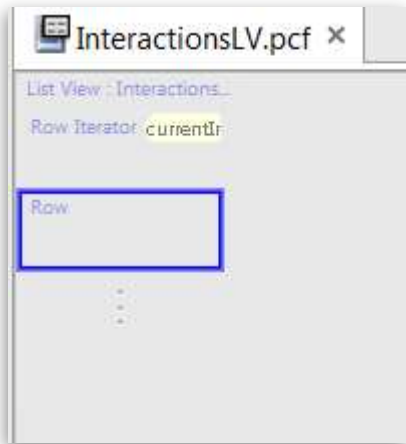 InteractionsLV.pcf ×
List View : Interactions...
Row Iterator currentIr
Row